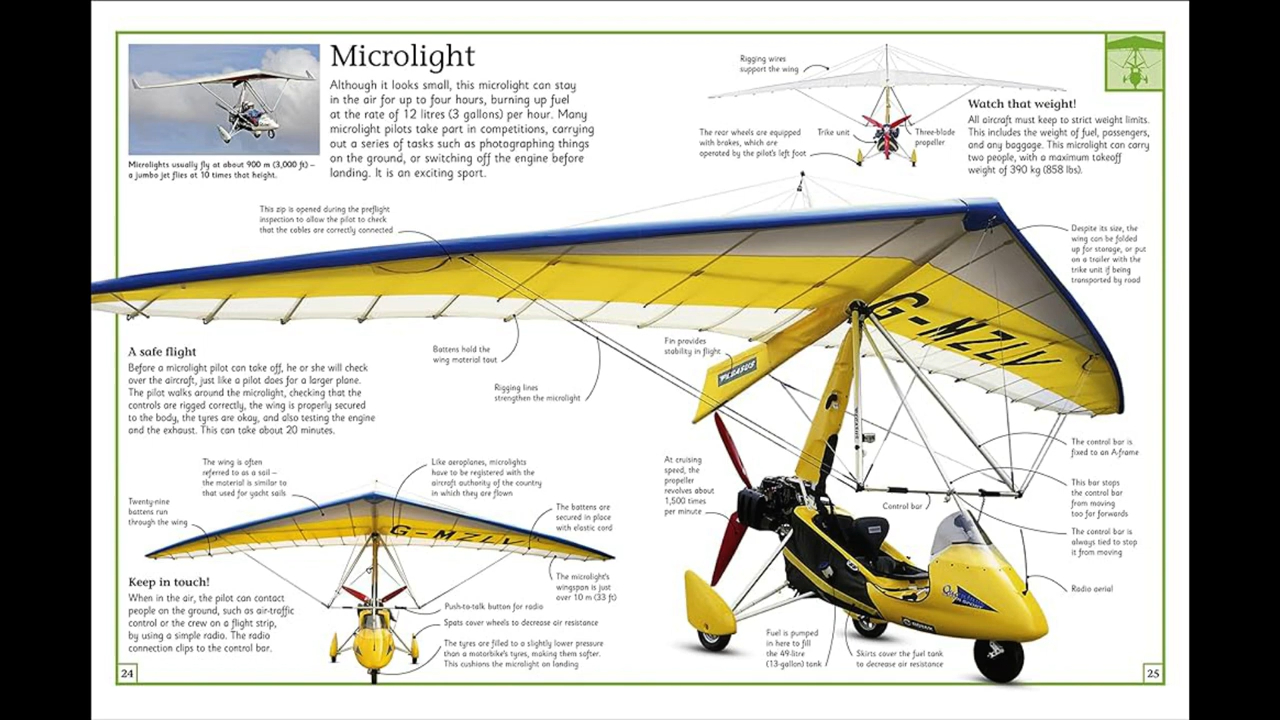 Microlight
Although it looks small, this microlight can stay
in the air for up to four hours, burning up fuel
at the rate of 12 litres (3 gallons) per hour. Many
microlight pilots take part in competitions, carrying
out a series of tasks such as photographing things
on the ground, or switching off the engine before
landing. It is an exciting sport.
Microlights usually fly at about 900 m (3,000 ft) –
a jumbo jet flies at 10 times that height.
Rigging wires
support the wing
The rear wheels are equipped
with brakes, which are
operated by the pilot's left foot
Trike unit
Three-blade
propeller
Watch that weight!
All aircraft must keep to strict weight limits.
This includes the weight of fuel, passengers,
and any baggage. This microlight can carry
two people, with a maximum takeoff
weight of 390 kg (858 lbs).
This zip is opened during the preflight
inspection to allow the pilot to check
that the cables are correctly connected
Despite its size, the
wing can be folded
up for storage, or put
on a trailer with the
trike unit if being
transported by road
G-MZLV
Battens hold the
wing material taut
Rigging lines
strengthen the microlight
Fin provides
stability in flight
PEGASUS
A safe flight
Before a microlight pilot can take off, he or she will check
over the aircraft, just like a pilot does for a larger plane.
The pilot walks around the microlight, checking that the
controls are rigged correctly, the wing is properly secured
to the body, the tyres are okay, and also testing the engine
and the exhaust. This can take about 20 minutes.
The wing is often
referred to as a sail –
the material is similar to
that used for yacht sails
Like aeroplanes, microlights
have to be registered with the
aircraft authority of the country
in which they are flown
Twenty-nine
battens run
through the wing
The battens are
secured in place
with elastic cord
G-MZLV
The microlight's
wingspan is just
over 10 m (33 ft)
Keep in touch!
When in the air, the pilot can contact
people on the ground, such as air-traffic
control or the crew on a flight strip,
by using a simple radio. The radio
connection clips to the control bar.
Push-to-talk button for radio
Spats cover wheels to decrease air resistance
The tyres are filled to a slightly lower pressure
than a motorbike's tyres, making them softer.
This cushions the microlight on landing
At cruising
speed, the
propeller
revolves about
1,500 times
per minute
Control bar
The control bar is
fixed to an A-frame
This bar stops
the control bar
from moving
too far forwards
The control bar is
always tied to stop
it from moving
Radio aerial
Fuel is pumped
in here to fill
the 49-litre
(13-gallon) tank
Skirts cover the fuel tank
to decrease air resistance
24
25